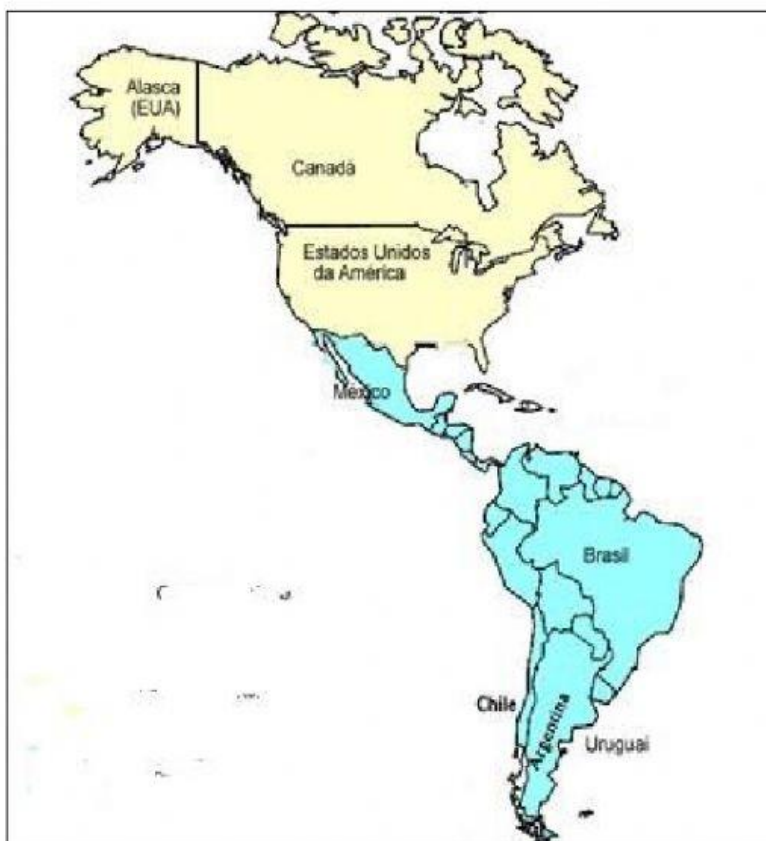 Alasca
(EUA)
Canadá
Estados Unidos
da América
México
Brasil
Chile
Argentina
Uruguai